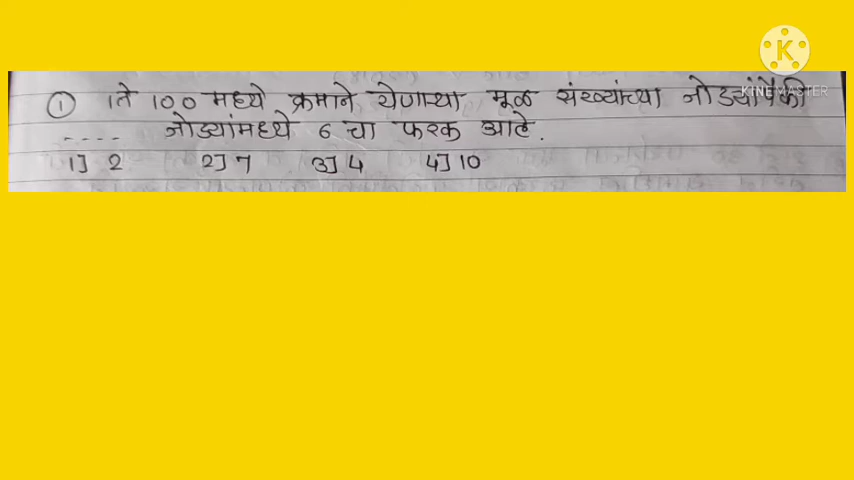 KINEMASTER
① 1 ते 100 मध्ये क्रमाने येणाऱ्या मूळ संख्यांच्या जोड्यांपैकी
.... जोड्यांमध्ये 6 चा फरक आहे.
1] 2 2] 7 3] 4 4] 10